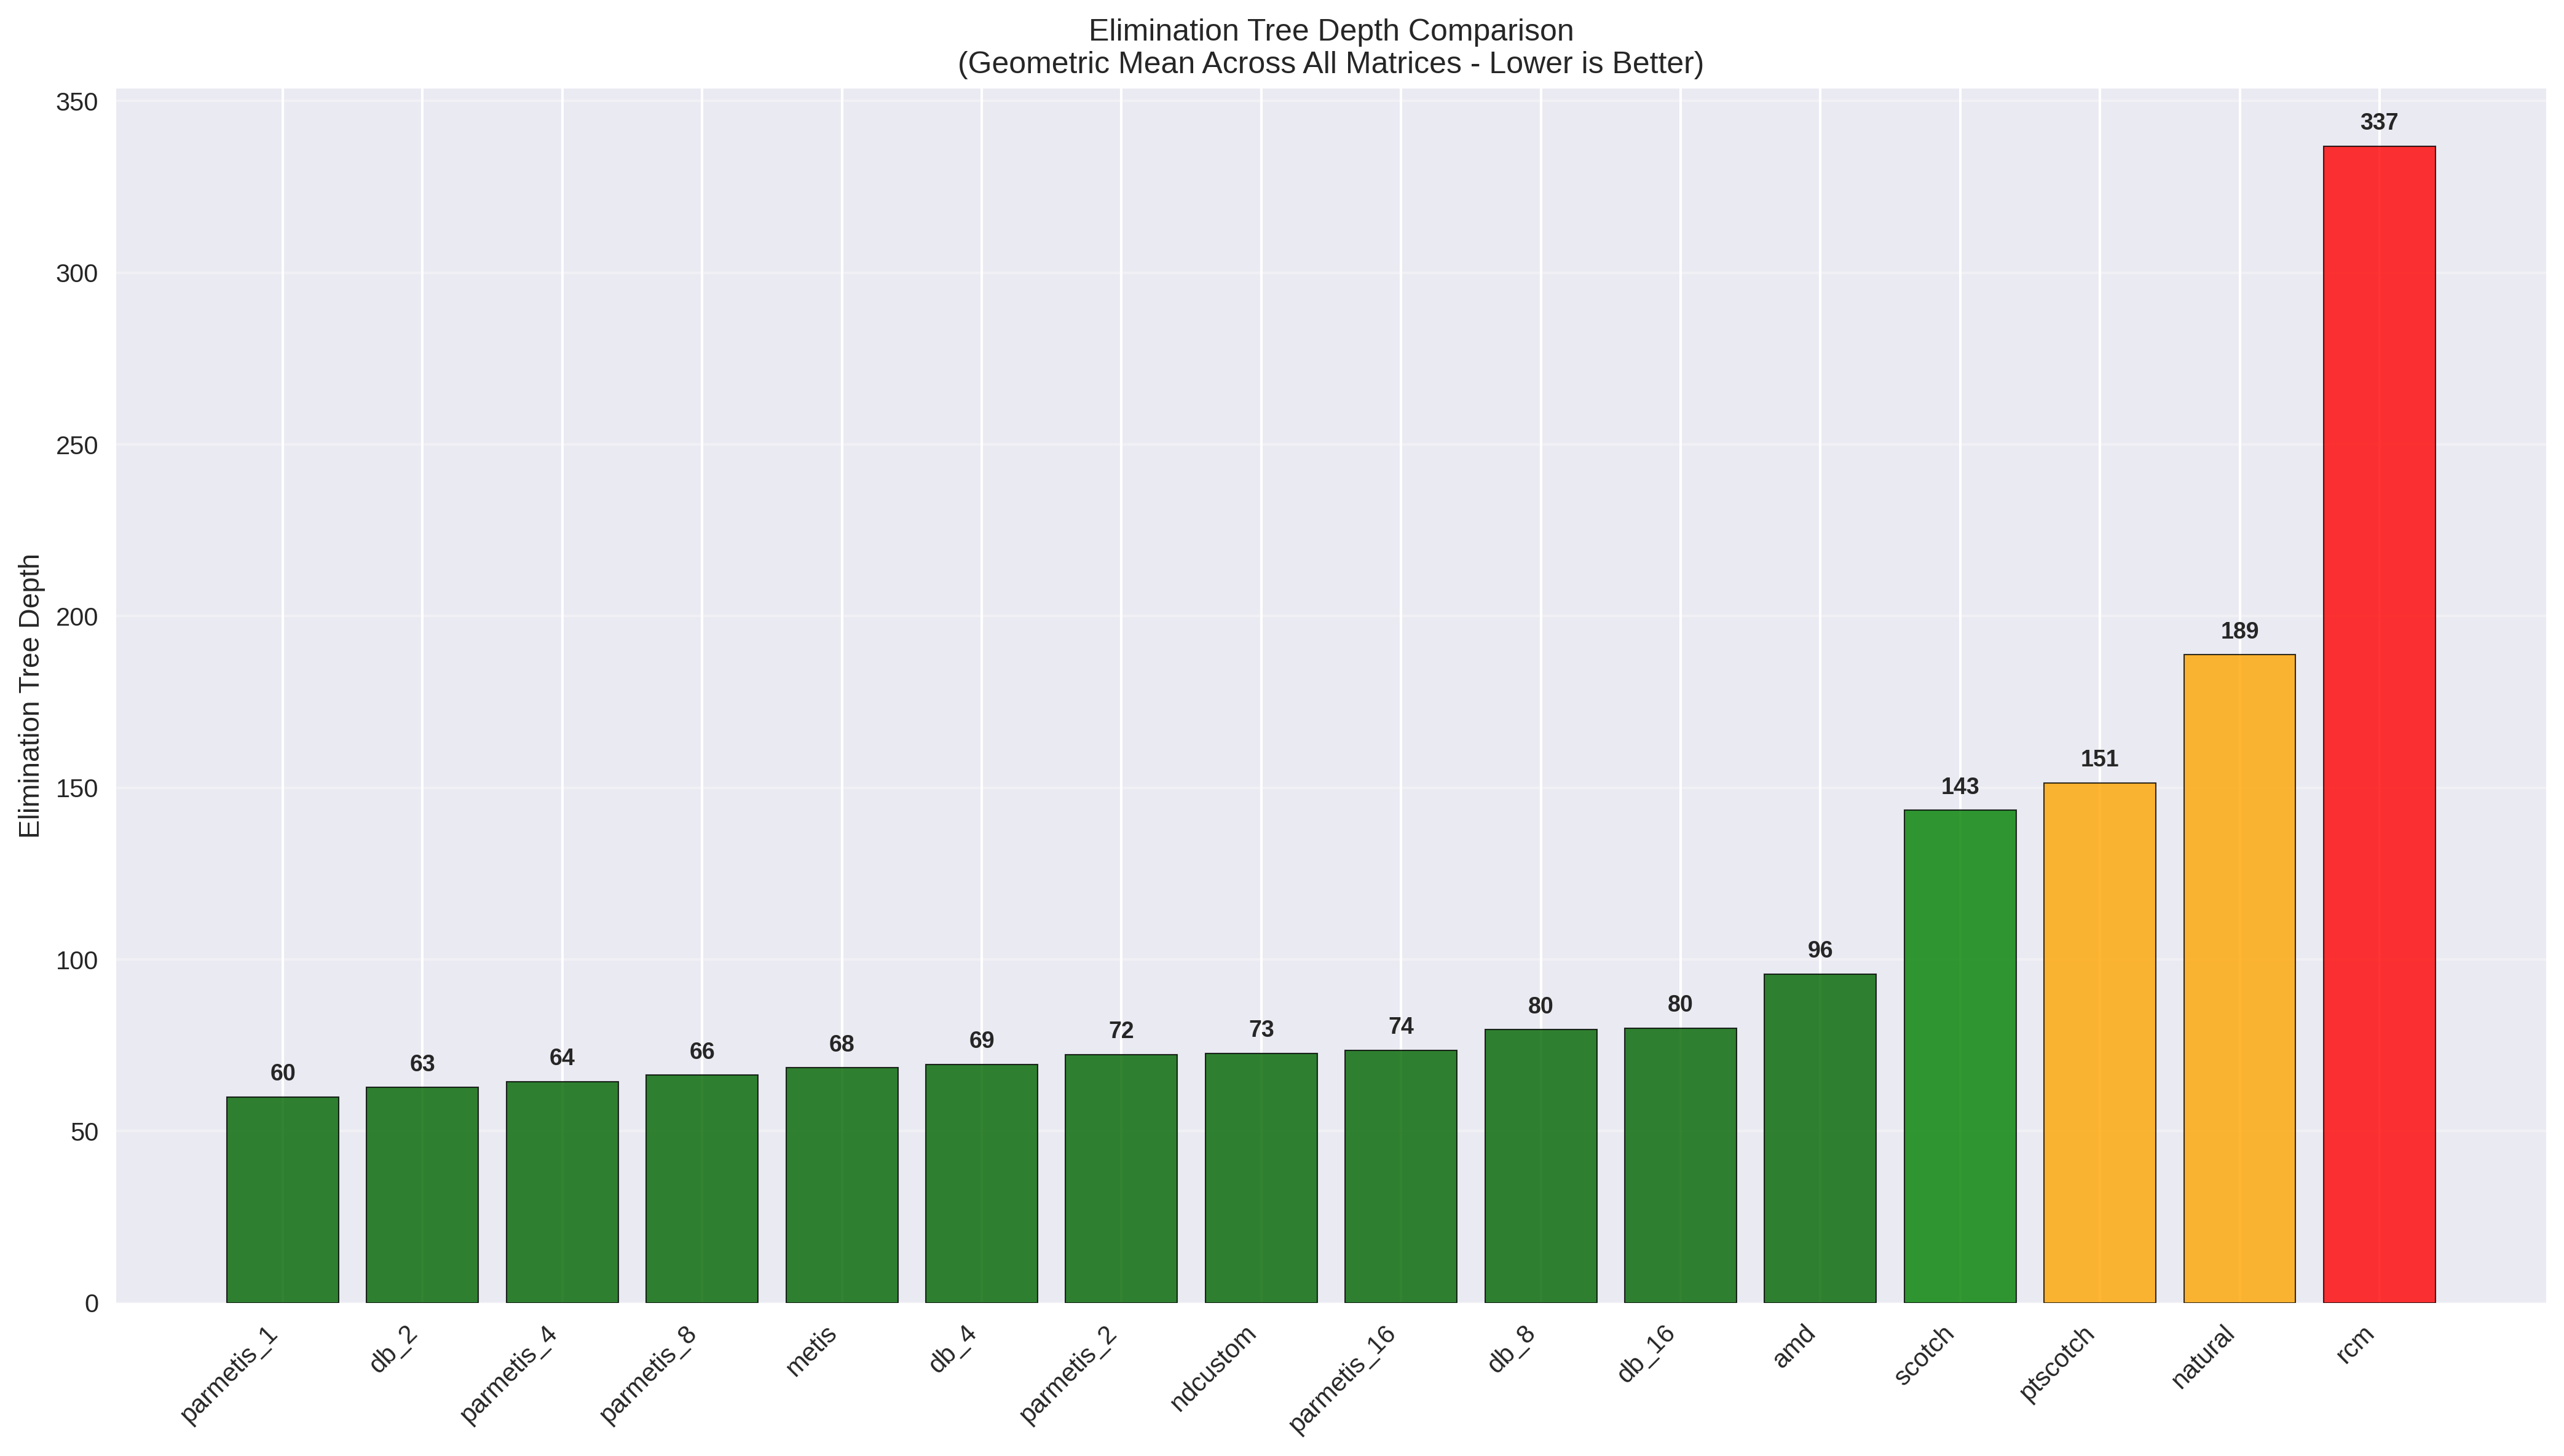 Elimination Tree Depth Comparison
(Geometric Mean Across All Matrices - Lower is Better)
Elimination Tree Depth
350
300
250
200
150
100
50
0
60
63
64
66
68
69
72
73
74
80
80
96
143
151
189
337
parmetis_1
db_2
parmetis_4
parmetis_8
metis
db_4
parmetis_2
ndcustom
parmetis_16
db_8
db_16
amd
scotch
ptscotch
natural
rcm